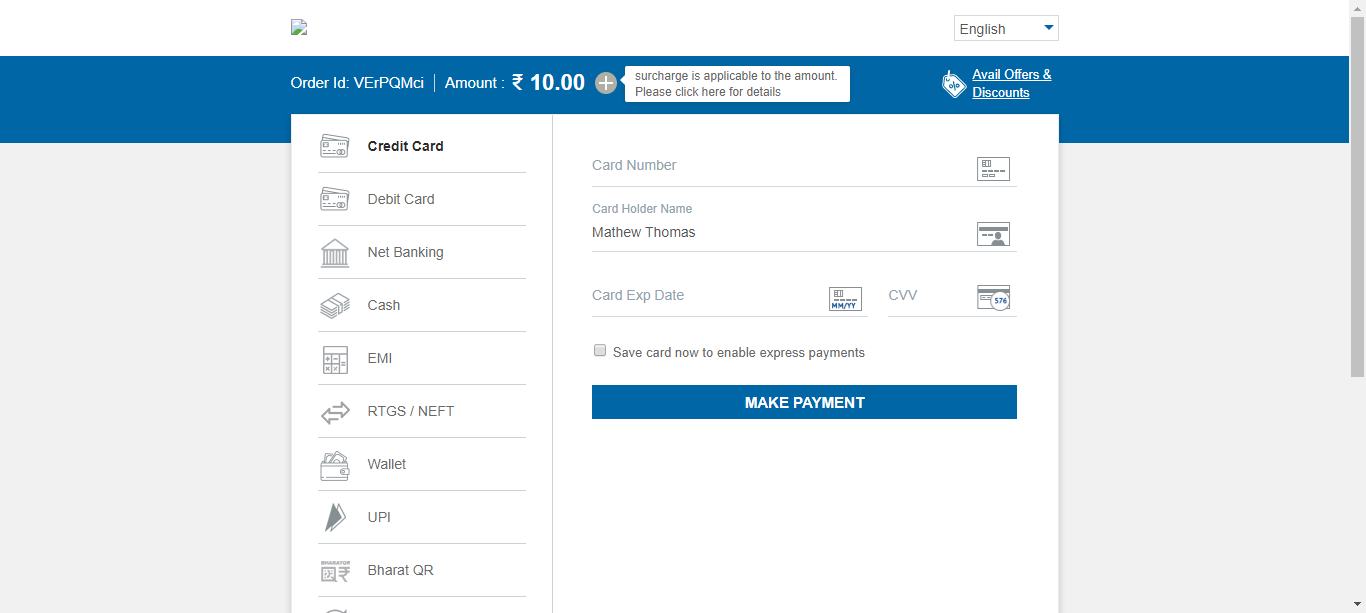 English
Order Id: VErPQMci
Amount : ₹ 10.00
surcharge is applicable to the amount.
Please click here for details
Avail Offers &
Discounts
Credit Card
Debit Card
Net Banking
Cash
EMI
RTGS / NEFT
Wallet
UPI
BHARATQR
Bharat QR
Card Number
Card Holder Name
Mathew Thomas
Card Exp Date
MM/YY
CVV
576
Save card now to enable express payments
MAKE PAYMENT